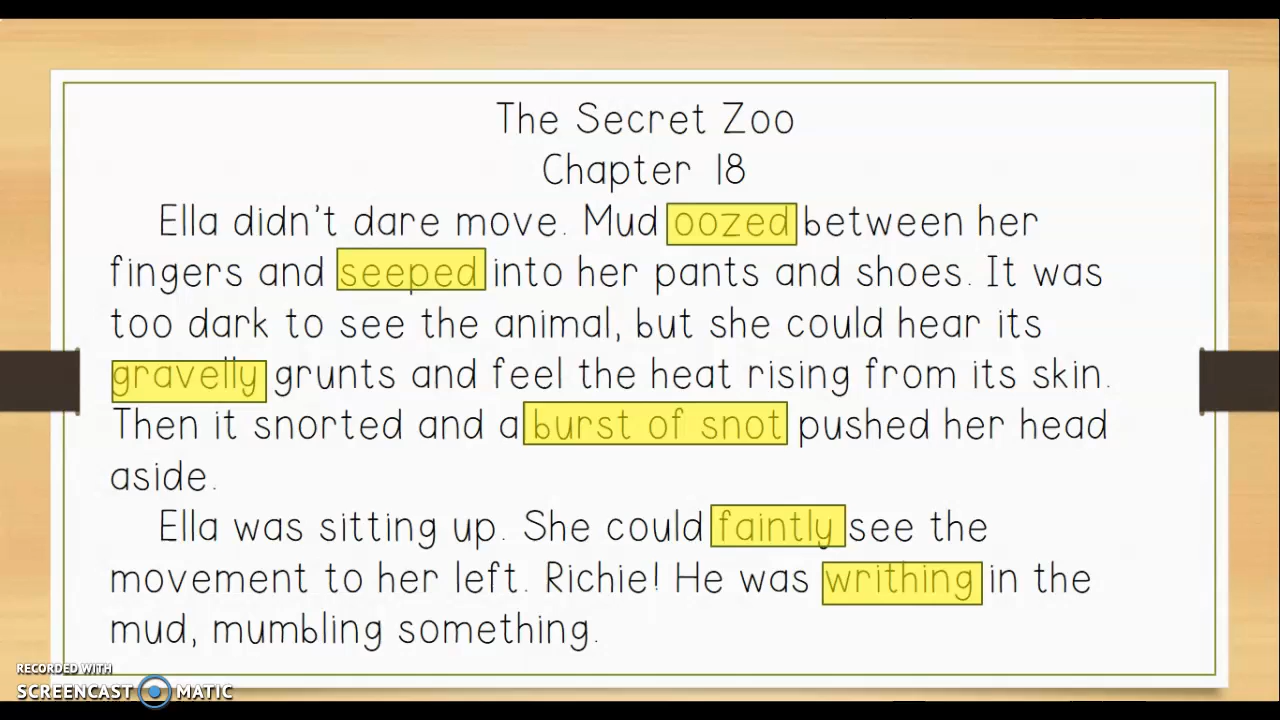 The Secret Zoo
Chapter 18
Ella didn't dare move. Mud oozed between her
fingers and seeped into her pants and shoes. It was
too dark to see the animal, but she could hear its
gravelly grunts and feel the heat rising from its skin.
Then it snorted and a burst of snot pushed her head
aside.
Ella was sitting up. She could faintly see the
movement to her left. Richie! He was writhing in the
mud, mumbling something.
RECORDED WITH
SCREENCAST MATIC